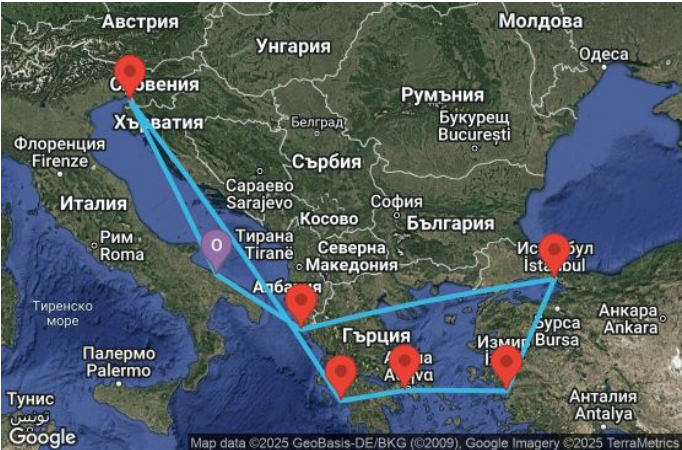 Австрия
Молдова
Унгария
Одеса
Словения
Румъния
Хърватия
Белград
Букурещ
București
Флоренция
Firenze
Сърбия
Сараево
Sarajevo
Италия
София
Косово
България
Рим
Roma
Тирана
Tiranë
Северна
Македония
O
Истанбул
İstanbul
Албания
Тиренско
море
Гърция
Бурса
Bursa
Анкара
Ankara
Измир
Палермо
Palermo
Анталия
Antalya
Тунис
تونس
Google
Map data ©2025 GeoBasis-DE/BKG (©2009), Google Imagery ©2025 TerraMetrics